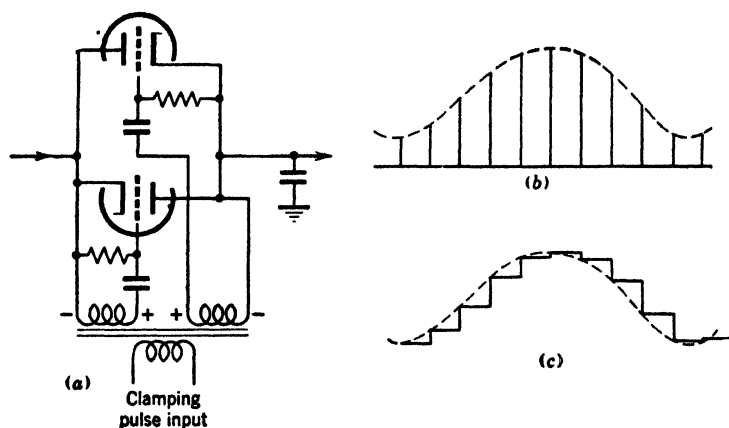 (b)
- + + -
(a)
(c)
Clamping
pulse input